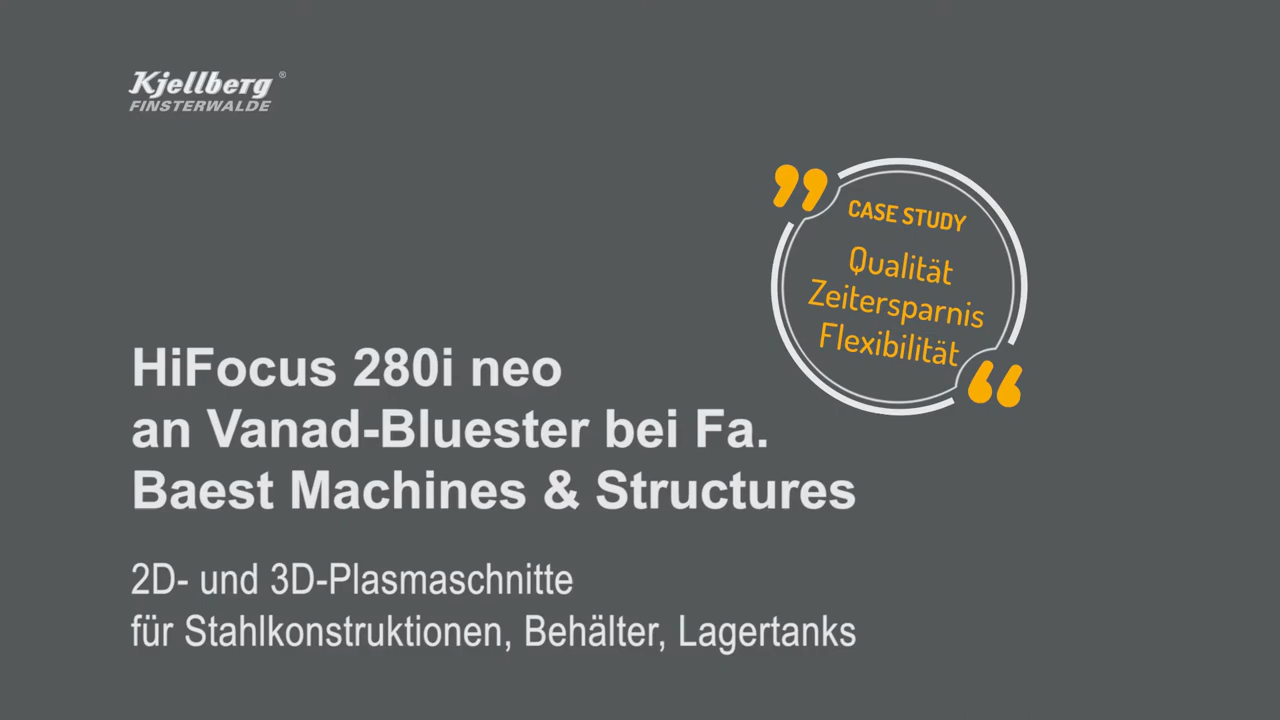 Kjellberg®
FINSTERWALDE
„
CASE STUDY
Qualität
Zeitersparnis
Flexibilität
“
HiFocus 280i neo
an Vanad-Bluester bei Fa.
Baest Machines & Structures
2D- und 3D-Plasmaschnitte
für Stahlkonstruktionen, Behälter, Lagertanks